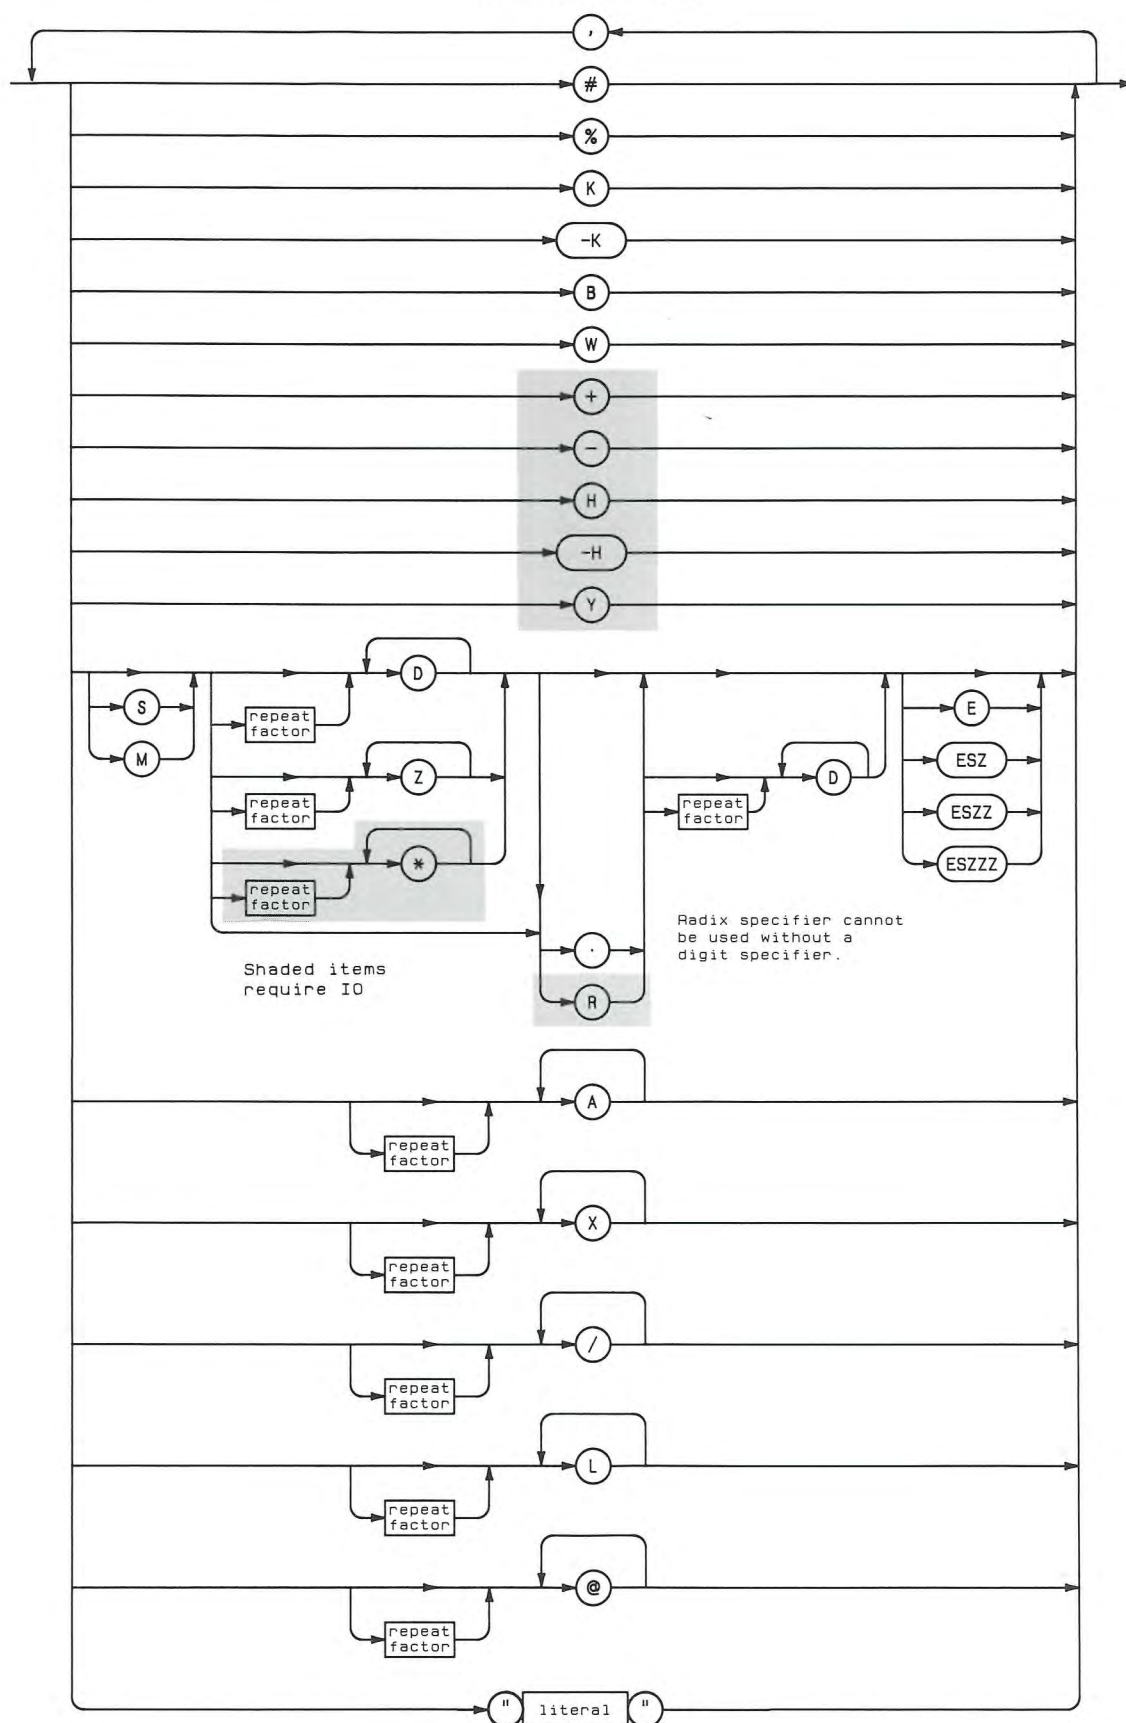 ,
#
%
K
-K
B
W
+
-
H
-H
Y
D
S
repeat
factor
E
M
Z
D
ESZ
repeat
factor
repeat
factor
ESZZ
*
ESZZZ
repeat
factor
Radix specifier cannot
be used without a
digit specifier.
.
Shaded items
require IO
R
A
repeat
factor
X
repeat
factor
/
repeat
factor
L
repeat
factor
@
repeat
factor
" literal "